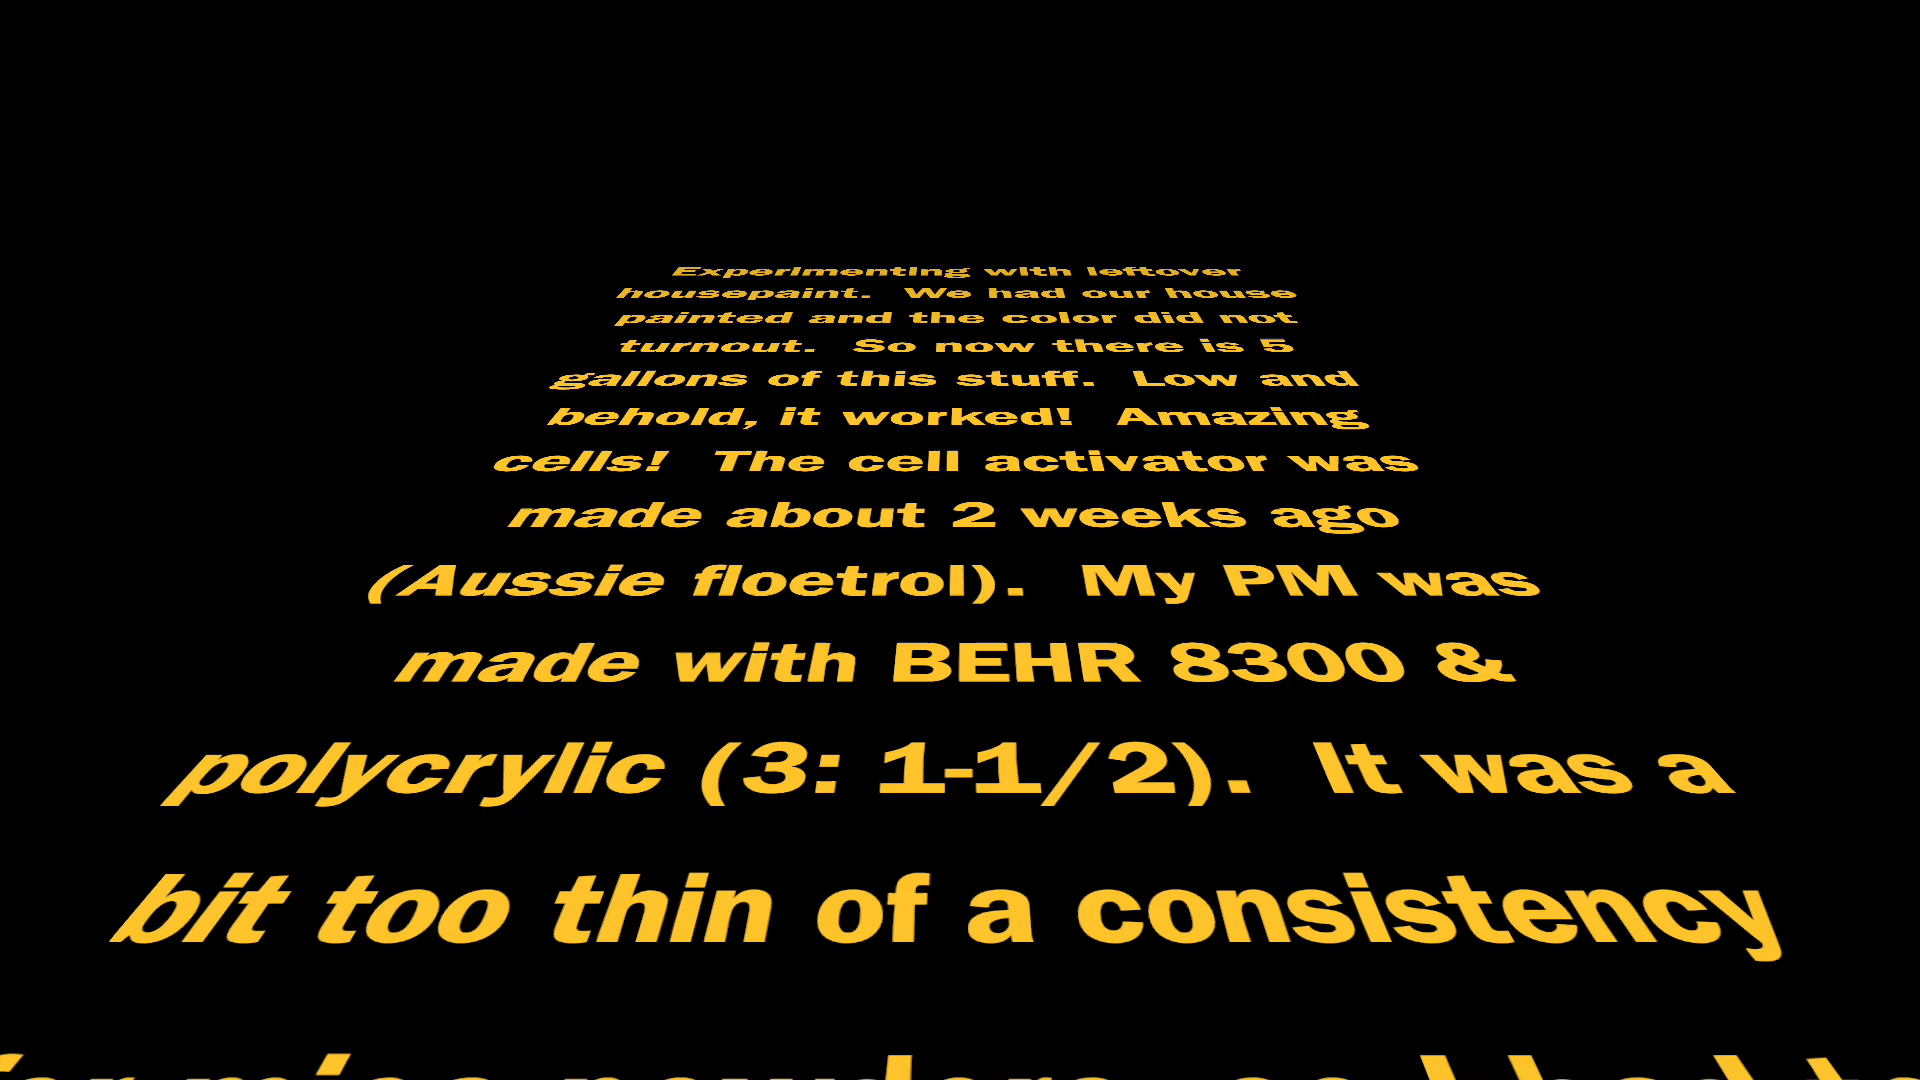 Experimenting with leftover
housepaint.  We had our house
painted and the color did not
turnout.  So now there is 5
gallons of this stuff.  Low and
behold, it worked!  Amazing
cells!  The cell activator was
made about 2 weeks ago
(Aussie floetrol).  My PM was
made with BEHR 8300 &
polycrylic (3: 1-1/2).  It was a
bit too thin of a consistency